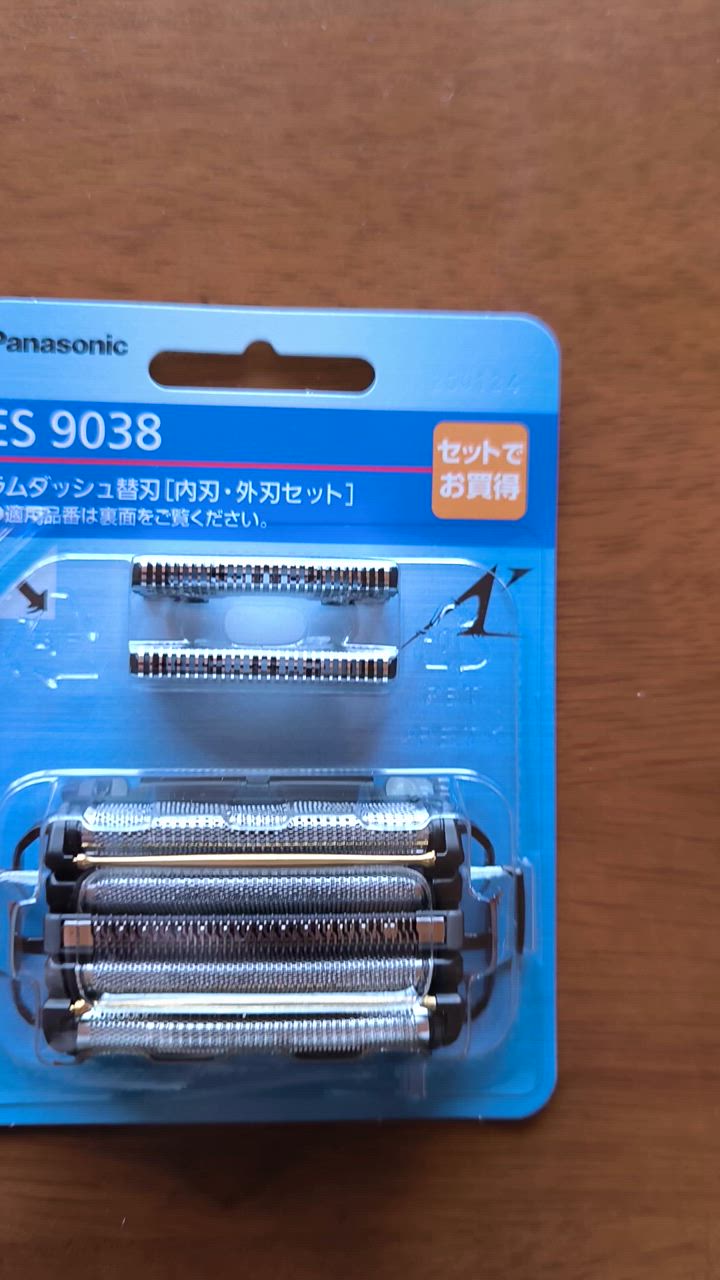 Panasonic
ES 9038
ラムダッシュ替刃[内刃・外刃セット]
●適用品番は裏面をご覧ください。
セットで
お買得